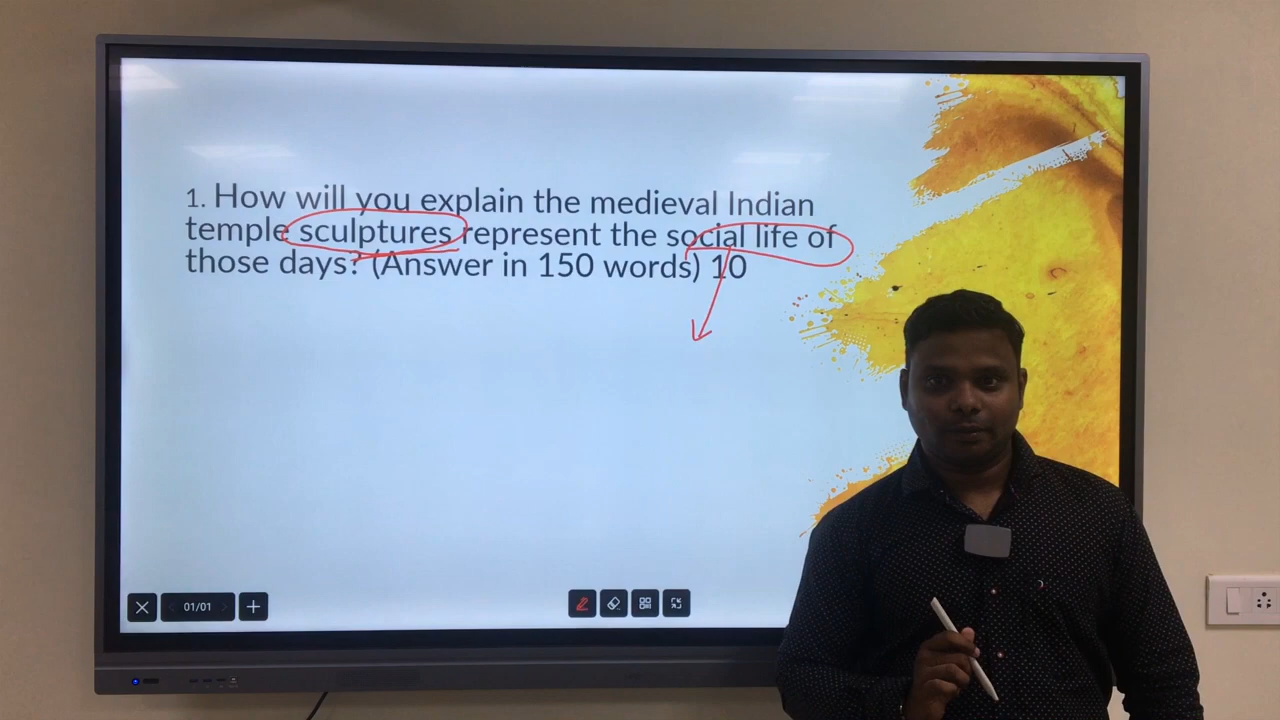 1. How will you explain the medieval Indian
temple sculptures represent the social life of
those days? (Answer in 150 words) 10
01/01